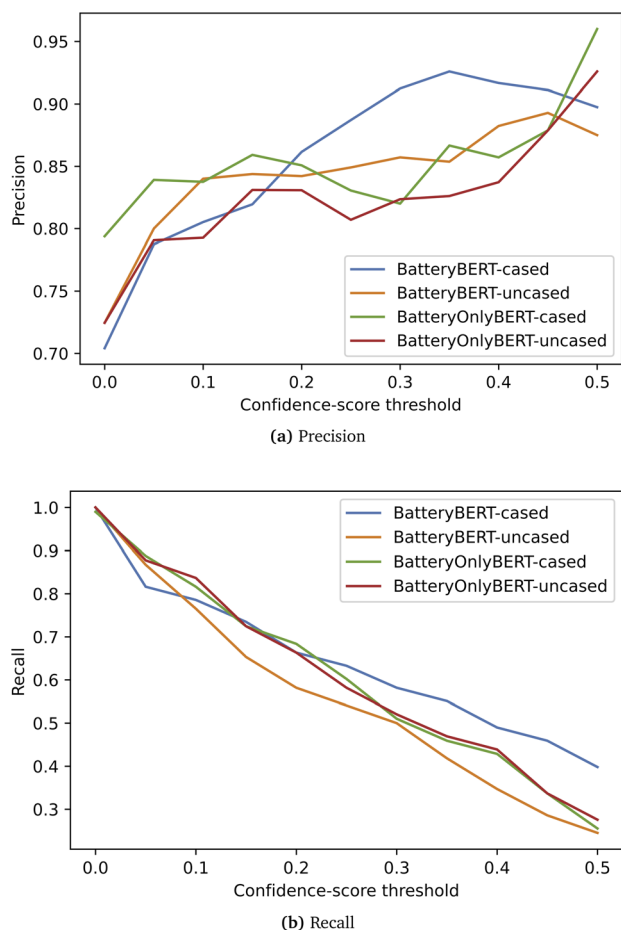 0.95
0.90
0.85
0.80
0.75
0.70
Precision
BatteryBERT-cased
BatteryBERT-uncased
BatteryOnlyBERT-cased
BatteryOnlyBERT-uncased
0.0 0.1 0.2 0.3 0.4 0.5
Confidence-score threshold
(a) Precision
1.0
0.9
0.8
0.7
0.6
0.5
0.4
0.3
Recall
BatteryBERT-cased
BatteryBERT-uncased
BatteryOnlyBERT-cased
BatteryOnlyBERT-uncased
0.0 0.1 0.2 0.3 0.4 0.5
Confidence-score threshold
(b) Recall